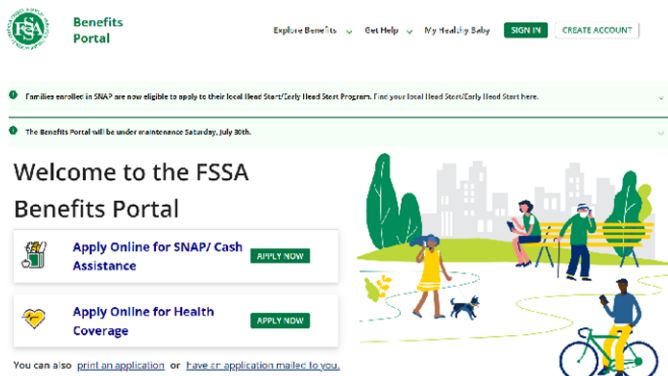 FSSA
Benefits
Portal
Explore Benefits
Get Help
My Healthy Baby
SIGN IN
CREATE ACCOUNT
Families enrolled in SNAP are now eligible to apply to their local Head Start/Early Head Start Program. Find your local Head Start/Early Head Start here.
The Benefits Portal will be under maintenance Saturday, July 30th.
Welcome to the FSSA
Benefits Portal
Apply Online for SNAP/ Cash
Assistance
APPLY NOW
Apply Online for Health
Coverage
APPLY NOW
You can also print an application or have an application mailed to you.